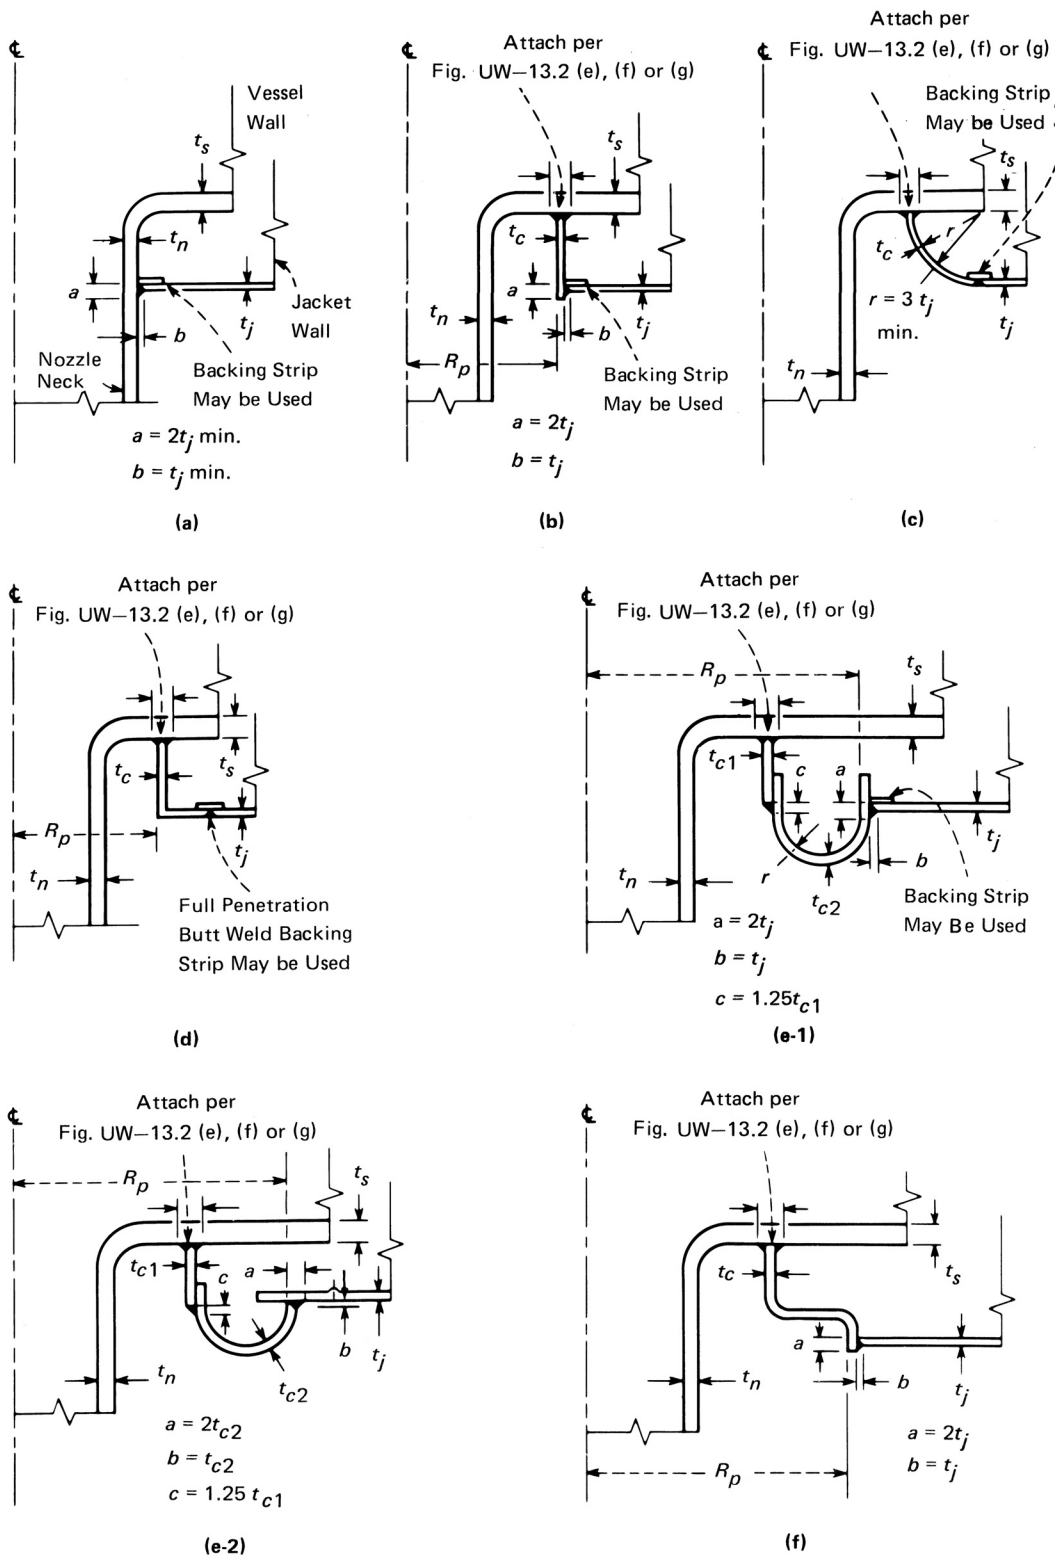 ℄
Vessel
Wall
t_s
t_n
a
t_j
Jacket
Wall
b
Nozzle
Neck
Backing Strip
May be Used
a = 2t_j min.
b = t_j min.
(a)
℄
Attach per
Fig. UW–13.2 (e), (f) or (g)
t_s
t_c
a
t_n
t_j
b
R_p
Backing Strip
May be Used
a = 2t_j
b = t_j
(b)
Attach per
℄
Fig. UW–13.2 (e), (f) or (g)
Backing Strip
May be Used
t_s
t_c
r
r = 3 t_j
min.
t_j
t_n
(c)
℄
Attach per
Fig. UW–13.2 (e), (f) or (g)
t_c
t_s
R_p
t_j
t_n
Full Penetration
Butt Weld Backing
Strip May be Used
(d)
℄
Attach per
Fig. UW–13.2 (e), (f) or (g)
R_p
t_s
t_c1
c
a
t_j
t_n
r
b
t_c2
Backing Strip
May Be Used
a = 2t_j
b = t_j
c = 1.25t_c1
(e-1)
℄
Attach per
Fig. UW–13.2 (e), (f) or (g)
R_p
t_s
t_c1
c
a
b
t_j
t_n
t_c2
a = 2t_c2
b = t_c2
c = 1.25 t_c1
(e-2)
℄
Attach per
Fig. UW–13.2 (e), (f) or (g)
t_c
t_s
a
t_n
b
t_j
R_p
a = 2t_j
b = t_j
(f)